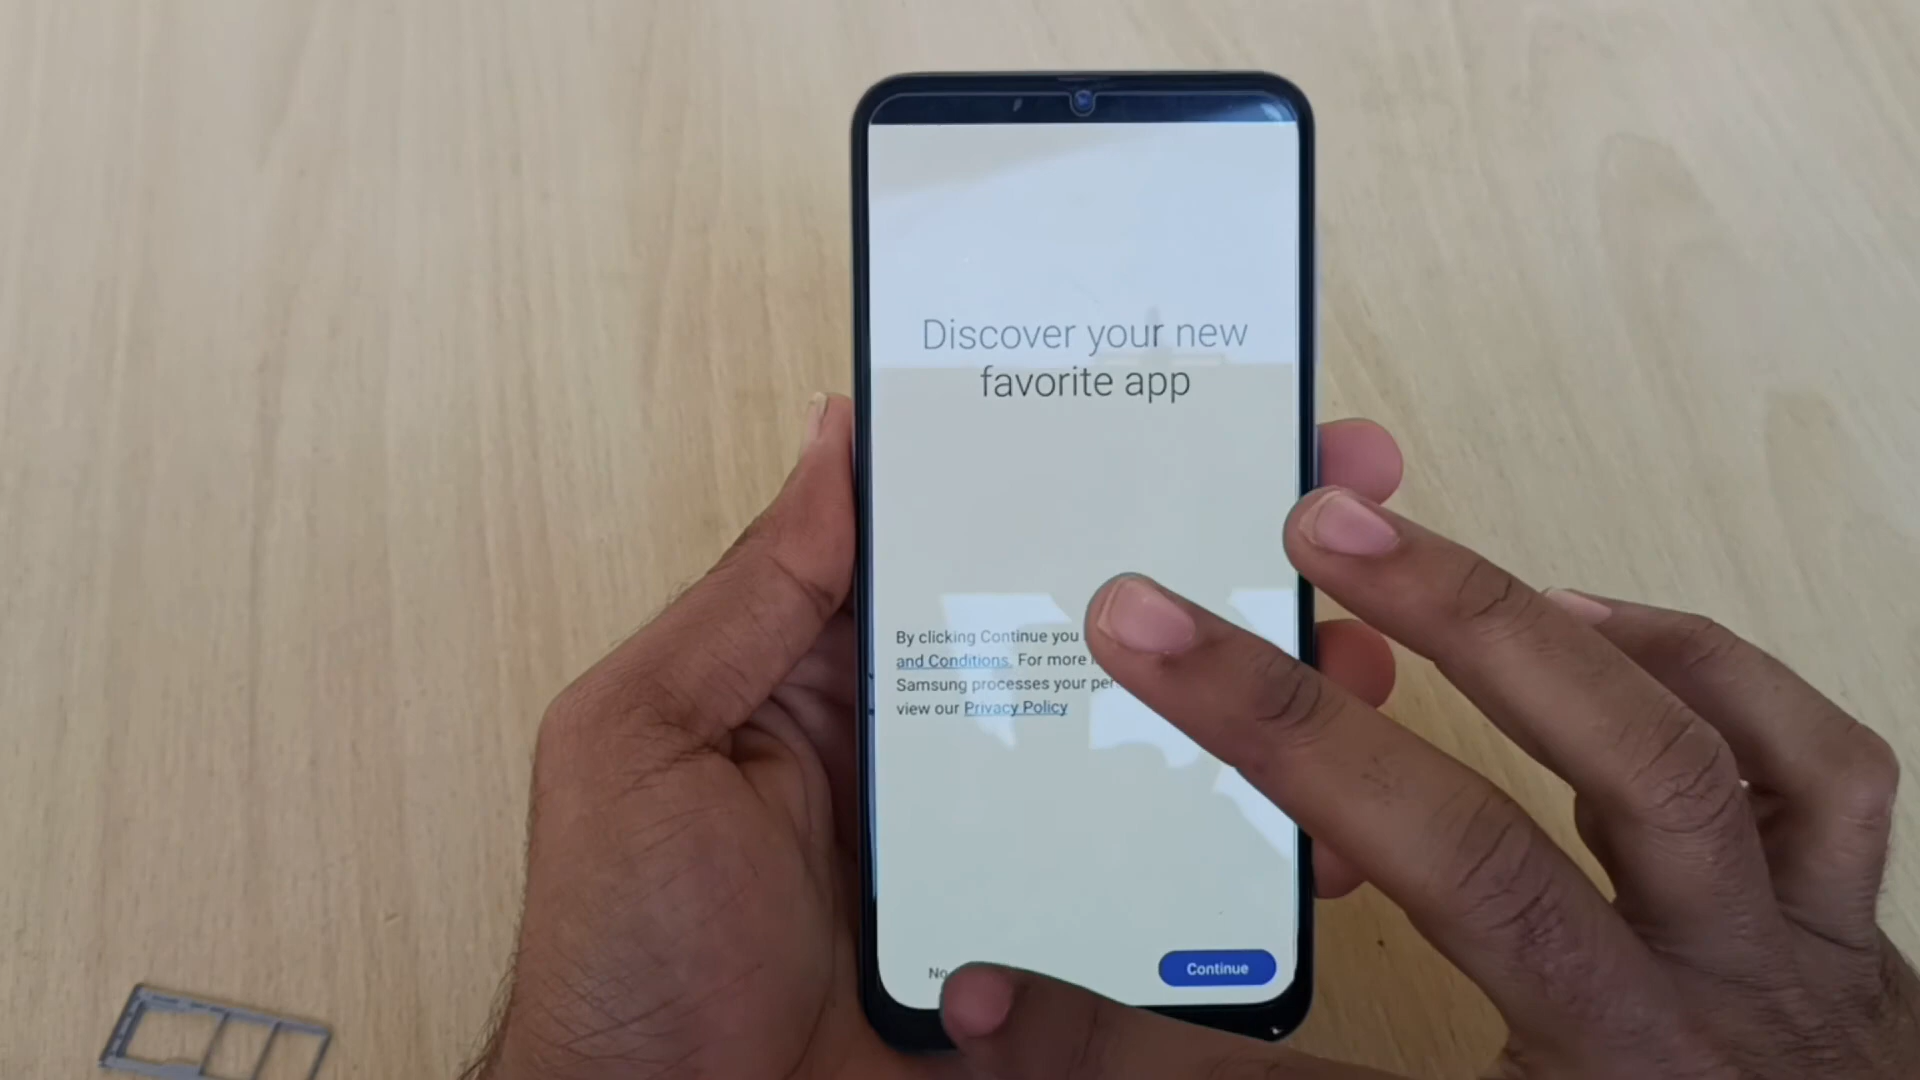 Discover your new
favorite app
By clicking Continue you
and Conditions. For more
Samsung processes your
view our Privacy Policy
No
Continue